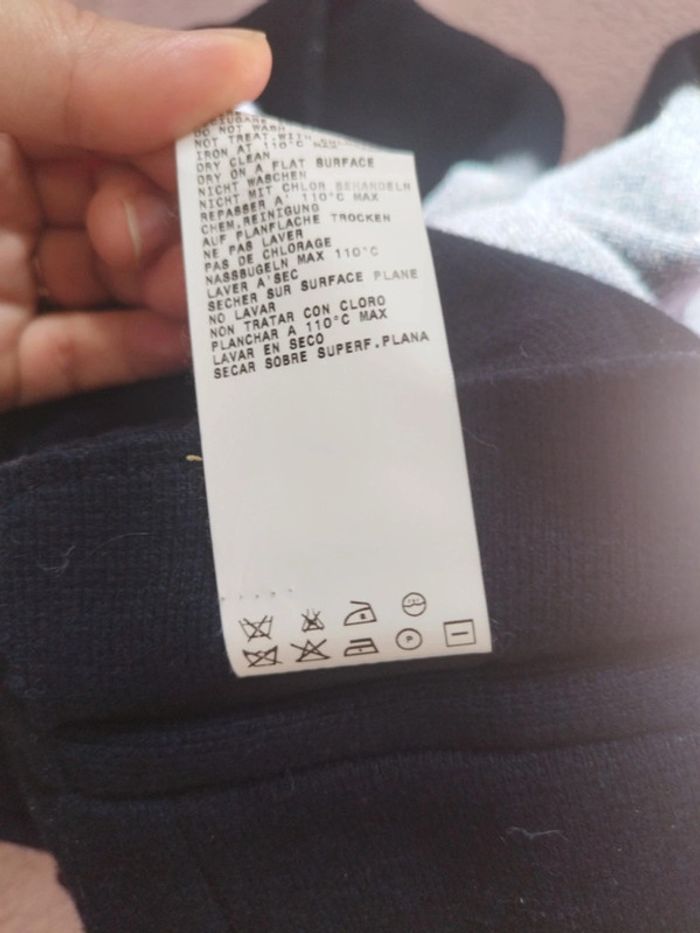 DO NOT WASH
NOT TREAT WITH
IRON AT 110°C MAX
DRY CLEAN
DRY ON A FLAT SURFACE
NICHT WASCHEN
NICHT MIT CHLOR BEHANDELN
REPASSER A' 110°C MAX
CHEM.REINIGUNG
AUF PLANFLACHE TROCKEN
NE PAS LAVER
PAS DE CHLORAGE
NASSBUGELN MAX 110°C
LAVER A'SEC
SECHER SUR SURFACE PLANE
NO LAVAR
NON TRATAR CON CLORO
PLANCHAR A 110°C MAX
LAVAR EN SECO
SECAR SOBRE SUPERF.PLANA
P